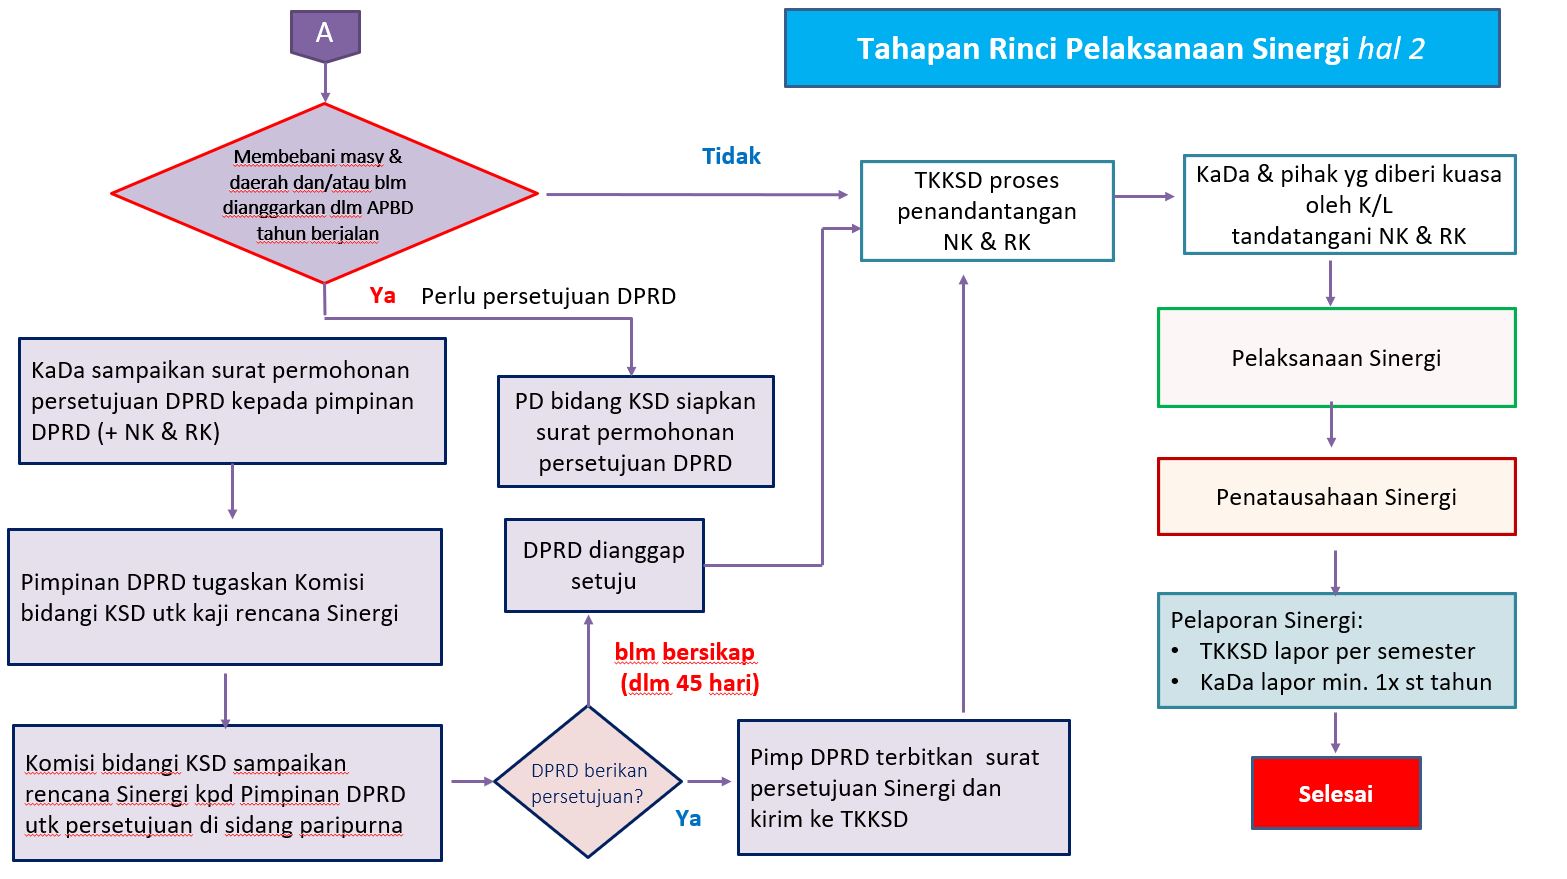 A
Tahapan Rinci Pelaksanaan Sinergi hal 2
Membebani masy &
daerah dan/atau blm
dianggarkan dlm APBD
tahun berjalan
Tidak
TKKSD proses
penandantangan
NK & RK
KaDa & pihak yg diberi kuasa
oleh K/L
tandatangani NK & RK
Ya Perlu persetujuan DPRD
KaDa sampaikan surat permohonan
persetujuan DPRD kepada pimpinan
DPRD (+ NK & RK)
PD bidang KSD siapkan
surat permohonan
persetujuan DPRD
Pelaksanaan Sinergi
Penatausahaan Sinergi
Pimpinan DPRD tugaskan Komisi
bidangi KSD utk kaji rencana Sinergi
DPRD dianggap
setuju
blm bersikap
(dlm 45 hari)
Pelaporan Sinergi:
• TKKSD lapor per semester
• KaDa lapor min. 1x st tahun
Komisi bidangi KSD sampaikan
rencana Sinergi kpd Pimpinan DPRD
utk persetujuan di sidang paripurna
DPRD berikan
persetujuan?
Ya
Pimp DPRD terbitkan surat
persetujuan Sinergi dan
kirim ke TKKSD
Selesai